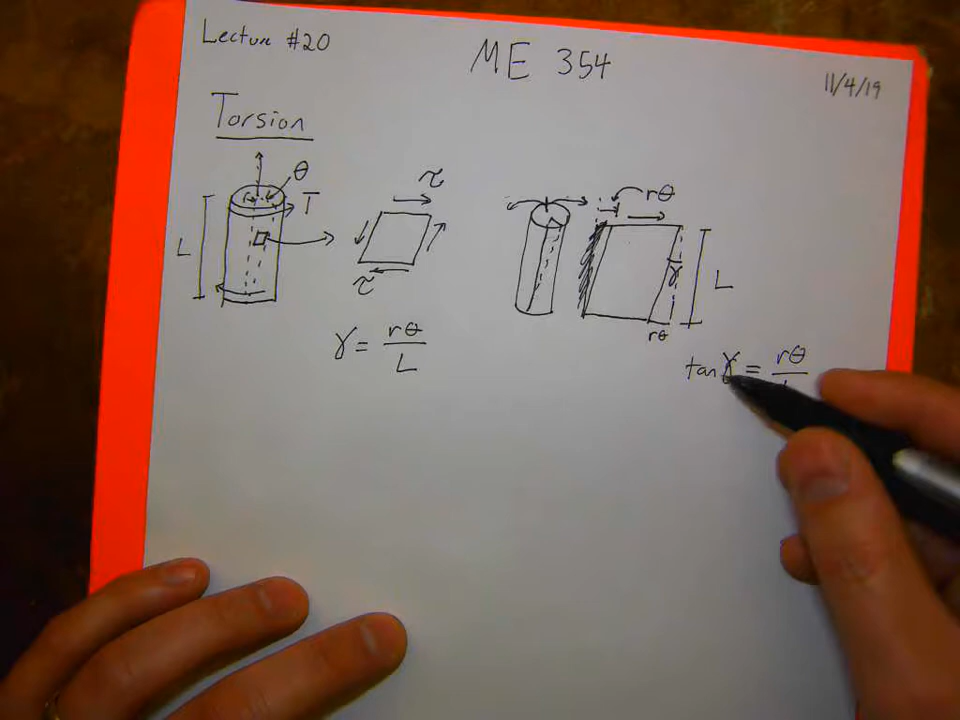 Lecture #20
ME 354
11/4/19
Torsion
θ
r
T
L
τ
τ
γ = rθ/L
rθ
γ
L
rθ
tan γ = rθ